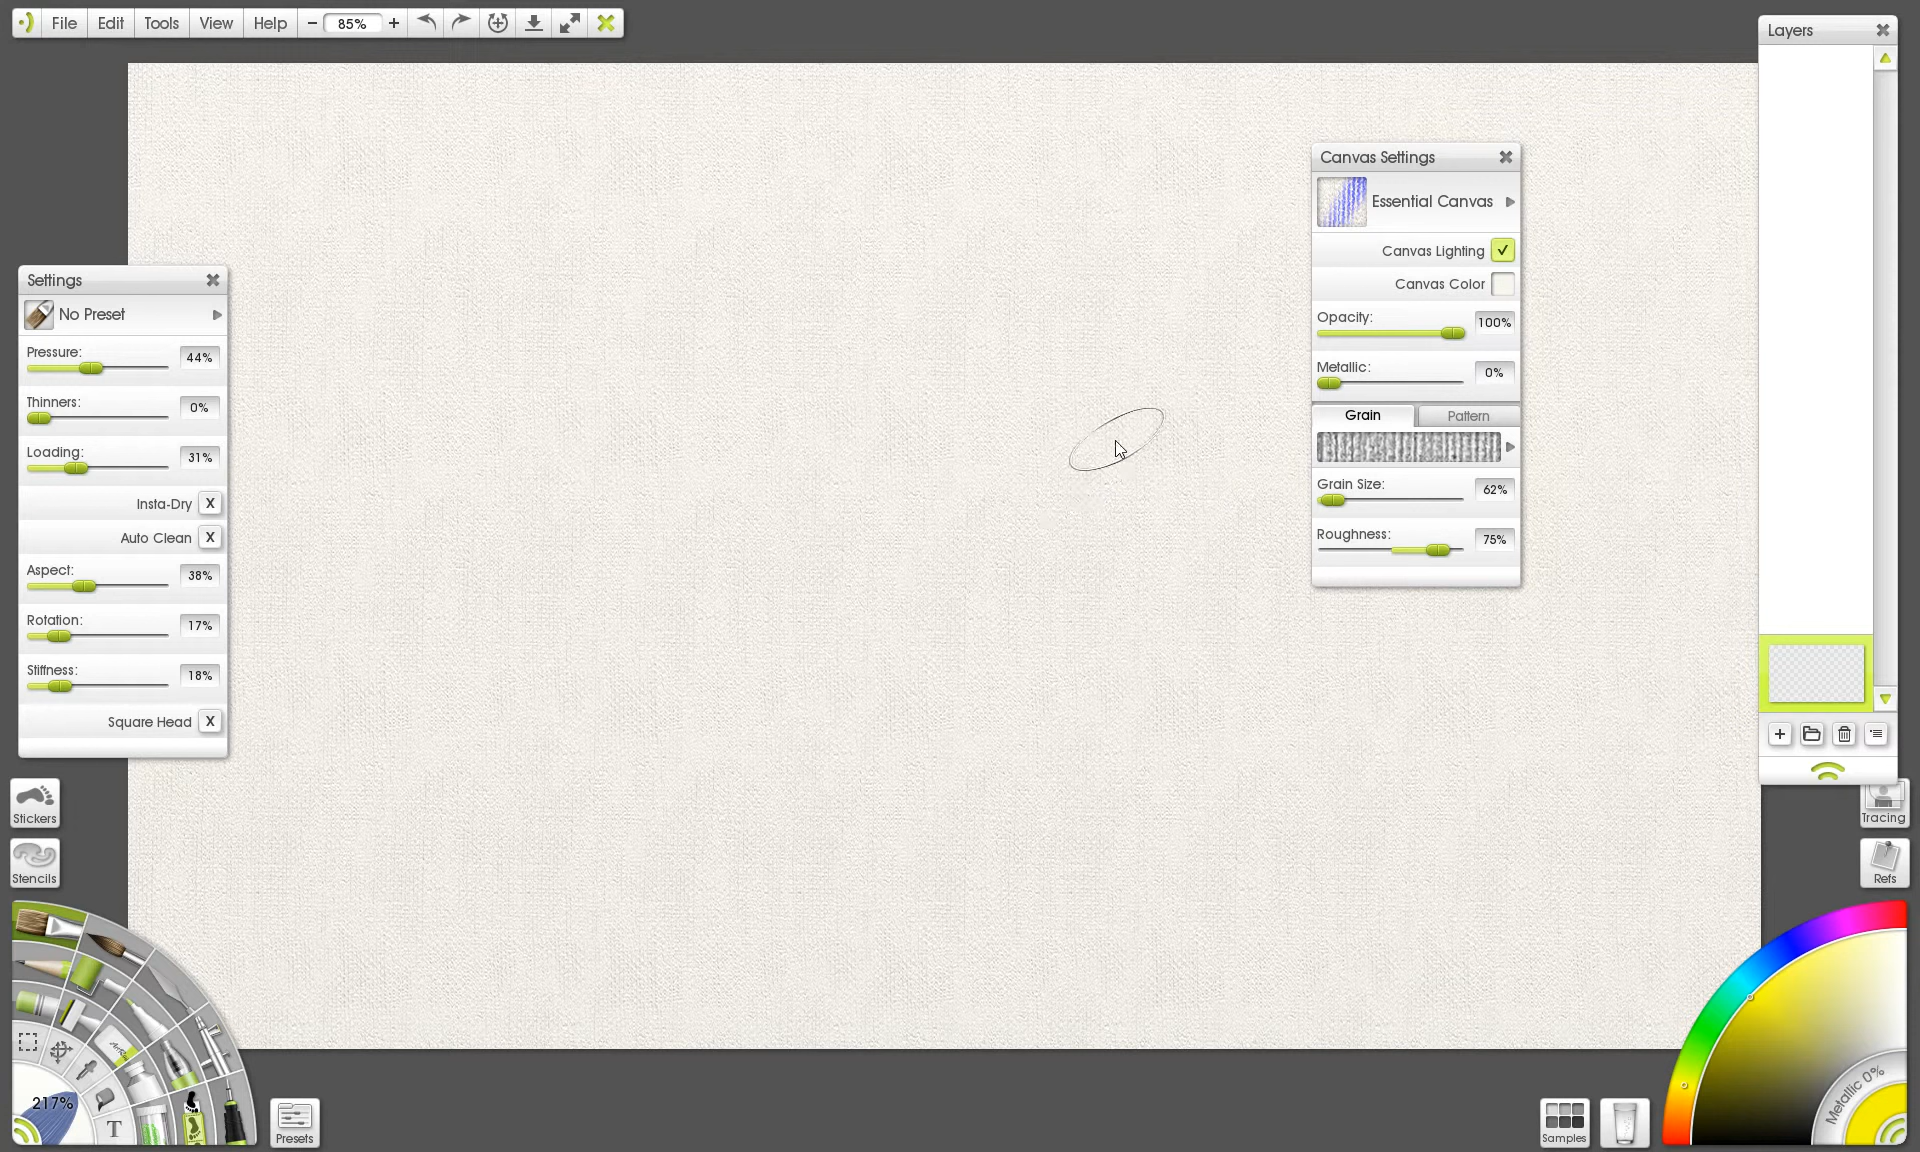 File Edit Tools View Help − 85% +
Layers
Canvas Settings
Essential Canvas
Canvas Lighting ✓
Canvas Color
Opacity: 100%
Metallic: 0%
Grain Pattern
Grain Size: 62%
Roughness: 75%
Settings
No Preset
Pressure: 44%
Thinners: 0%
Loading: 31%
Insta-Dry X
Auto Clean X
Aspect: 38%
Rotation: 17%
Stiffness: 18%
Square Head X
Stickers
Stencils
Tracing
Refs
217%
T
Presets
Samples
Metallic 0%